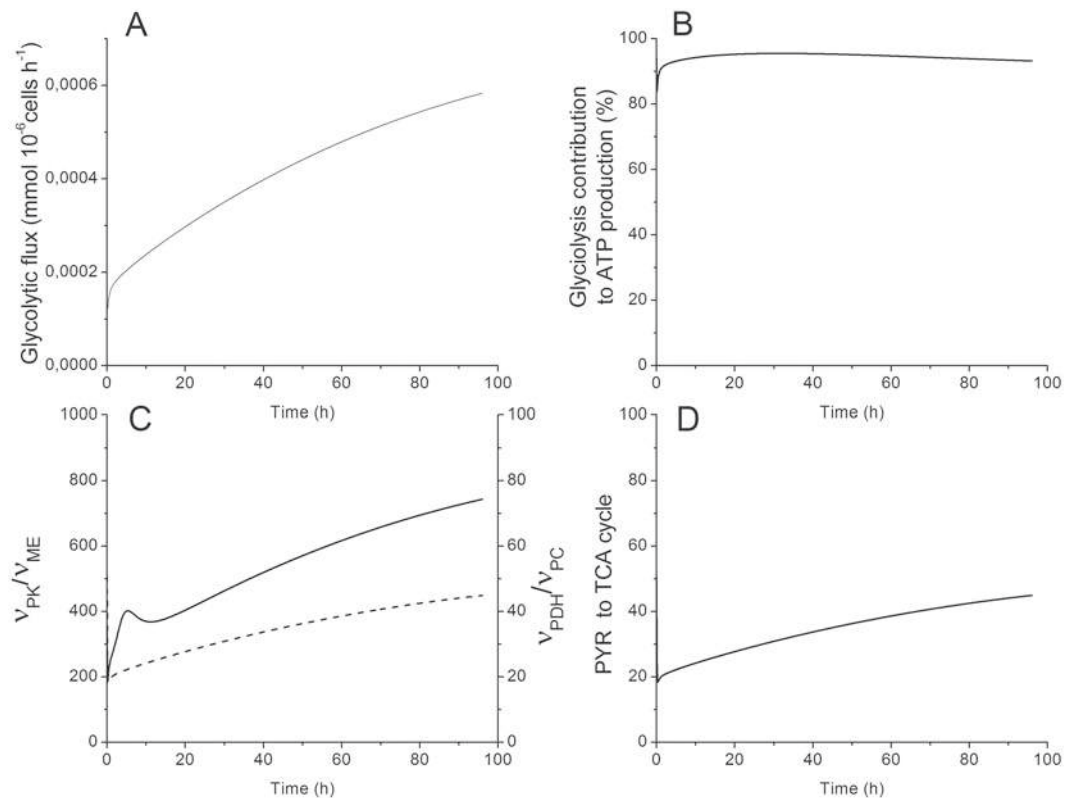 A
Glycolytic flux (mmol 10⁻⁶cells h⁻¹)
0,0006
0,0004
0,0002
0,0000
0 20 40 60 80 100
Time (h)
B
Glyciolysis contribution
to ATP production (%)
100
80
60
40
20
0
0 20 40 60 80 100
Time (h)
C
νPK/νME
1000
800
600
400
200
0
0 20 40 60 80 100
Time (h)
100
80
60
40
20
0
νPDH/νPC
D
PYR to TCA cycle
100
80
60
40
20
0
0 20 40 60 80 100
Time (h)